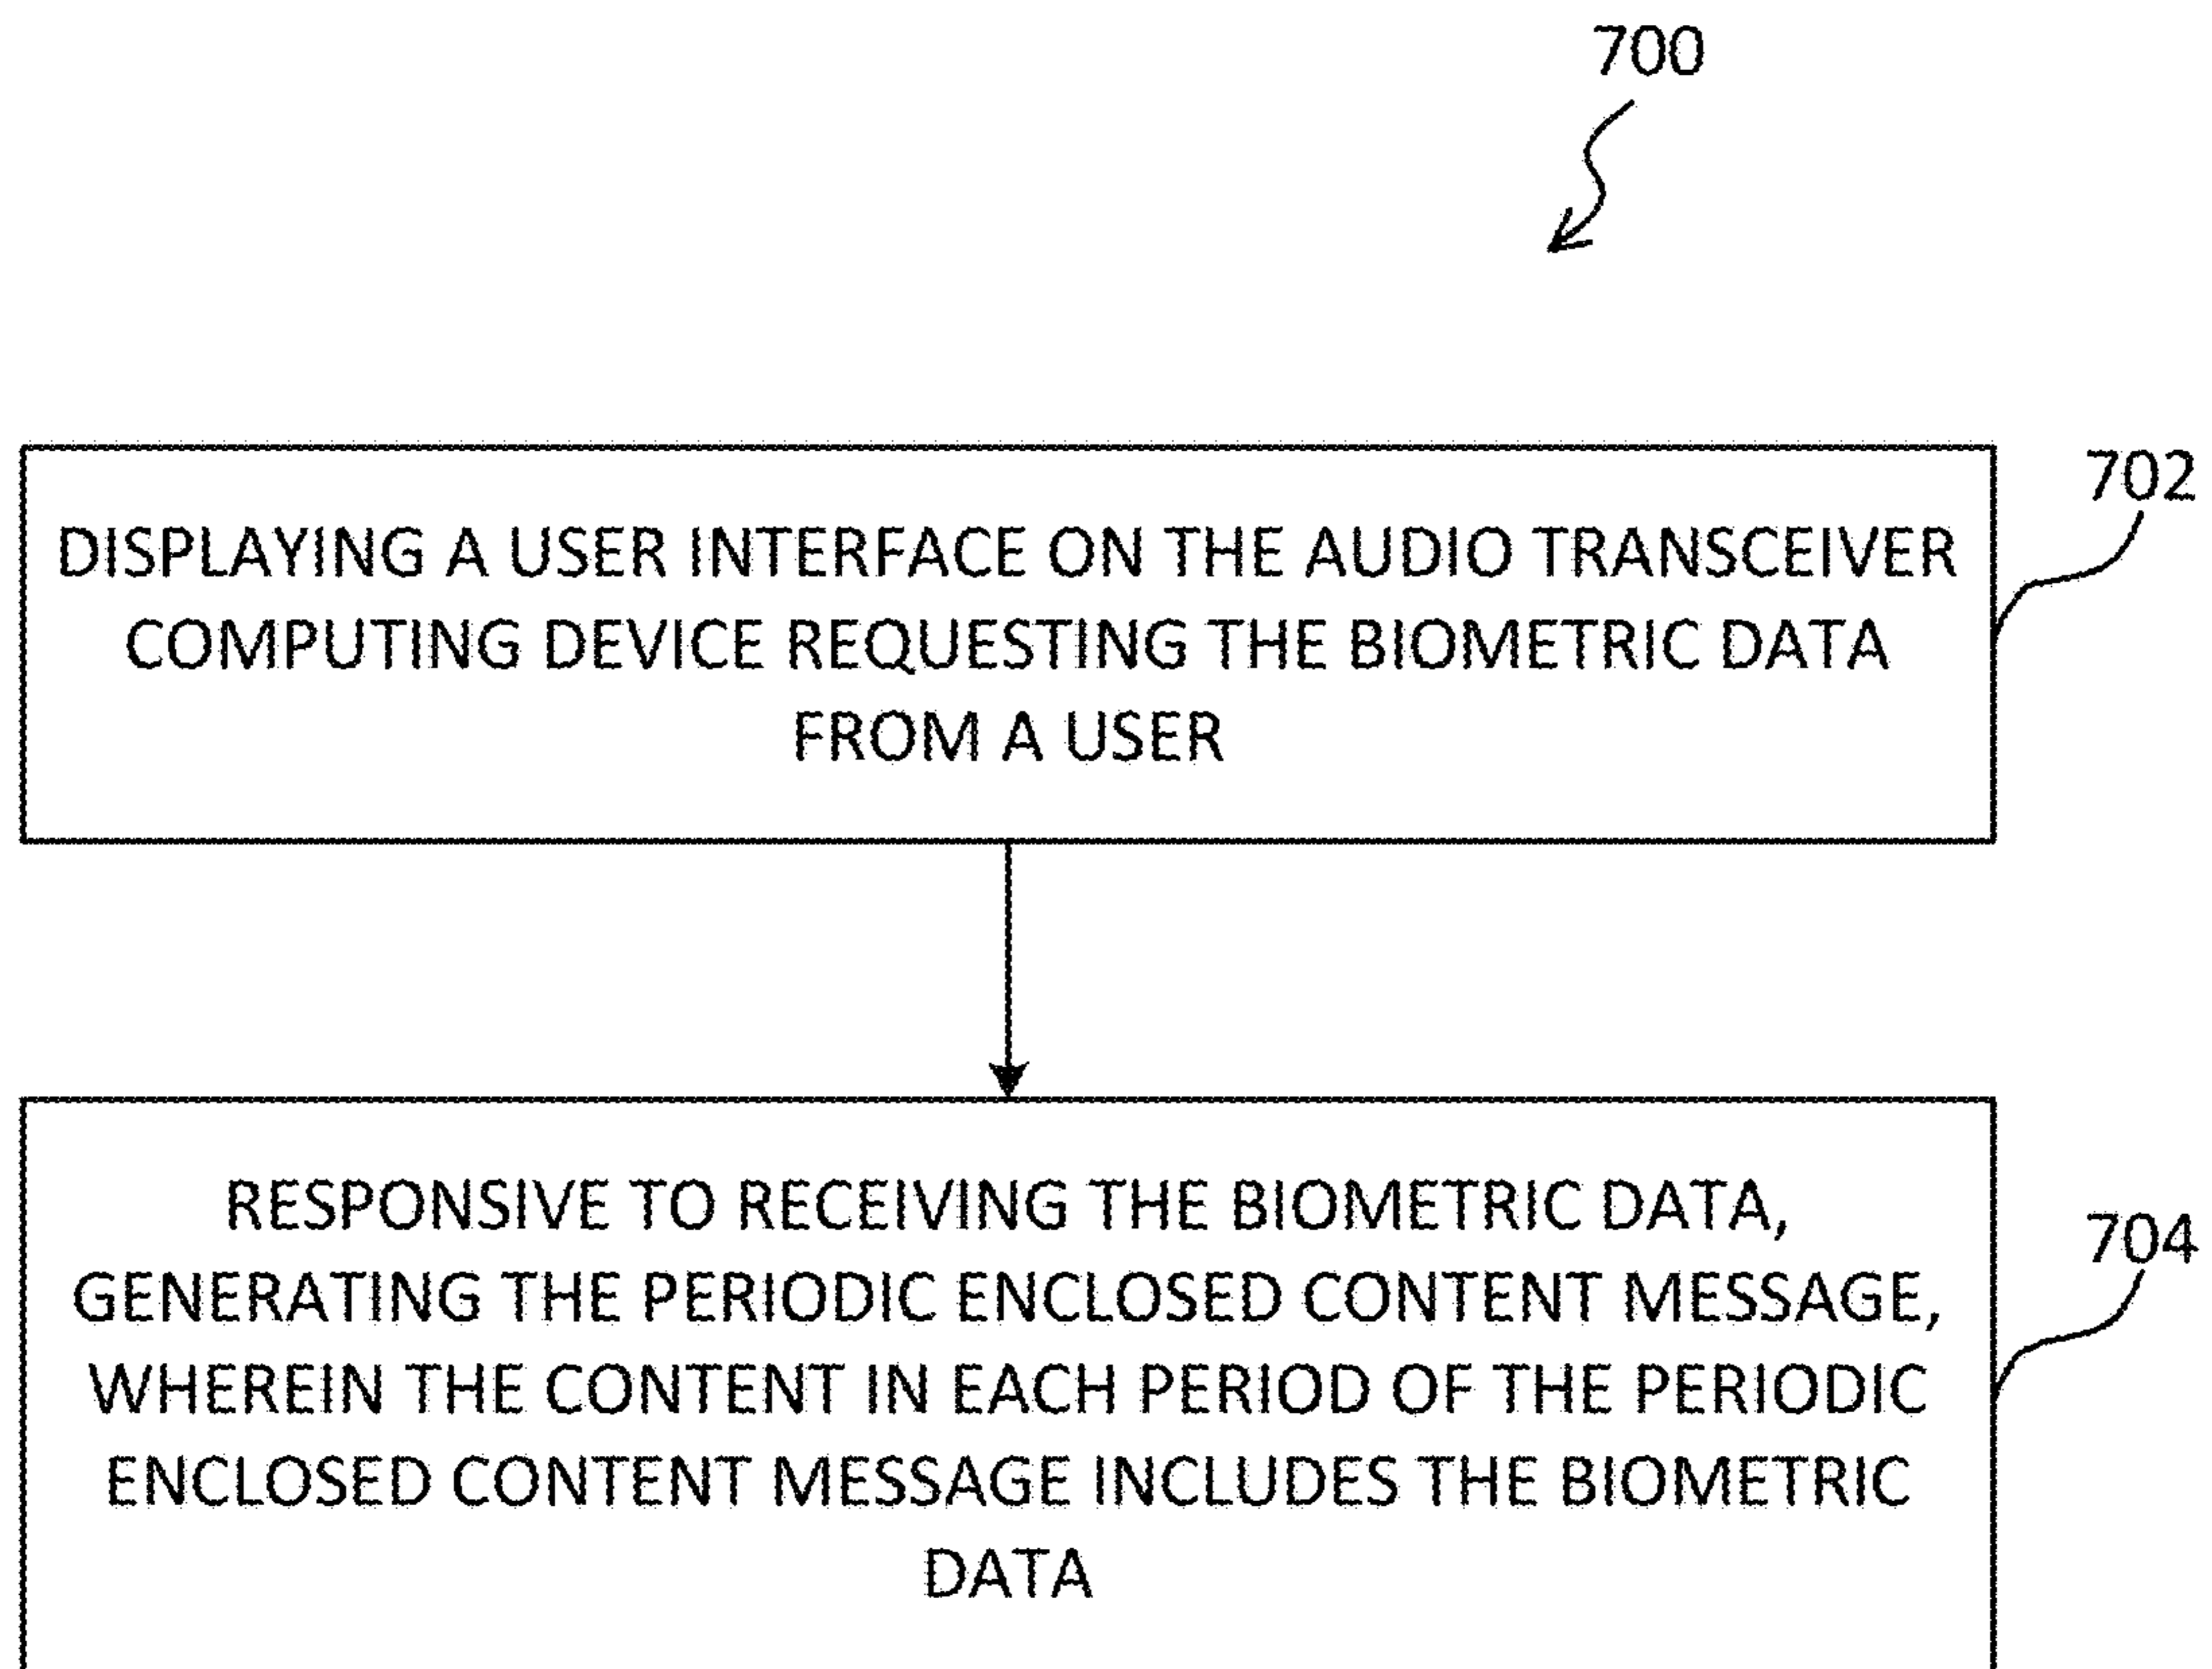 700
702
DISPLAYING A USER INTERFACE ON THE AUDIO TRANSCEIVER
COMPUTING DEVICE REQUESTING THE BIOMETRIC DATA
FROM A USER
704
RESPONSIVE TO RECEIVING THE BIOMETRIC DATA,
GENERATING THE PERIODIC ENCLOSED CONTENT MESSAGE,
WHEREIN THE CONTENT IN EACH PERIOD OF THE PERIODIC
ENCLOSED CONTENT MESSAGE INCLUDES THE BIOMETRIC
DATA